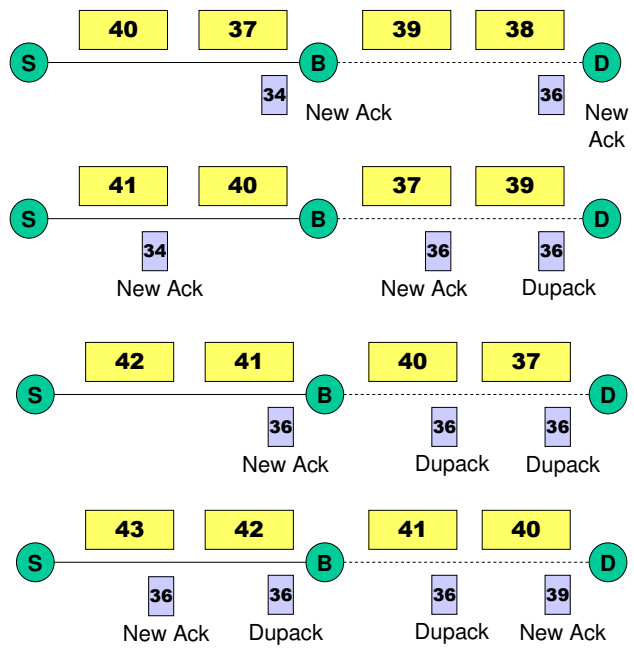 40 37 39 38
S B D
34 New Ack 36 New
Ack
41 40 37 39
S B D
34 36 36
New Ack New Ack Dupack
42 41 40 37
S B D
36 36 36
New Ack Dupack Dupack
43 42 41 40
S B D
36 36 36 39
New Ack Dupack Dupack New Ack